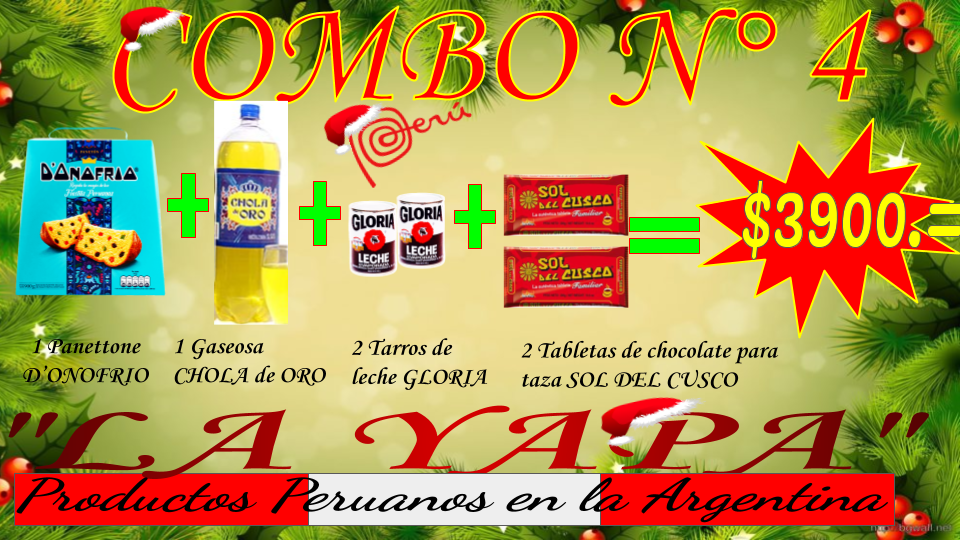 COMBO N° 4
Perú
D'ONOFRIO
CHOLA
de ORO
GLORIA
LECHE
GLORIA
LECHE
SOL
DEL CUSCO
Familiar
SOL
DEL CUSCO
Familiar
$3900.=
1 Panettone
D'ONOFRIO
1 Gaseosa
CHOLA de ORO
2 Tarros de
leche GLORIA
2 Tabletas de chocolate para
taza SOL DEL CUSCO
"LA YAPA"
Productos Peruanos en la Argentina